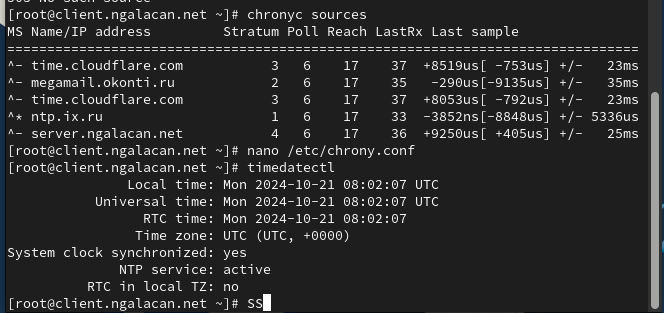 [root@client.ngalacan.net ~]# chronyc sources
MS Name/IP address         Stratum Poll Reach LastRx Last sample
===============================================================================
^- time.cloudflare.com           3   6    17    37  +8519us[ -753us] +/-   23ms
^- megamail.okonti.ru            2   6    17    35   -290us[-9135us] +/-   35ms
^- time.cloudflare.com           3   6    17    37  +8053us[ -792us] +/-   23ms
^* ntp.ix.ru                     1   6    17    33  -3852ns[-8848us] +/- 5336us
^- server.ngalacan.net           4   6    17    36  +9250us[ +405us] +/-   25ms
[root@client.ngalacan.net ~]# nano /etc/chrony.conf
[root@client.ngalacan.net ~]# timedatectl
               Local time: Mon 2024-10-21 08:02:07 UTC
           Universal time: Mon 2024-10-21 08:02:07 UTC
                 RTC time: Mon 2024-10-21 08:02:07
                Time zone: UTC (UTC, +0000)
System clock synchronized: yes
              NTP service: active
          RTC in local TZ: no
[root@client.ngalacan.net ~]# SS